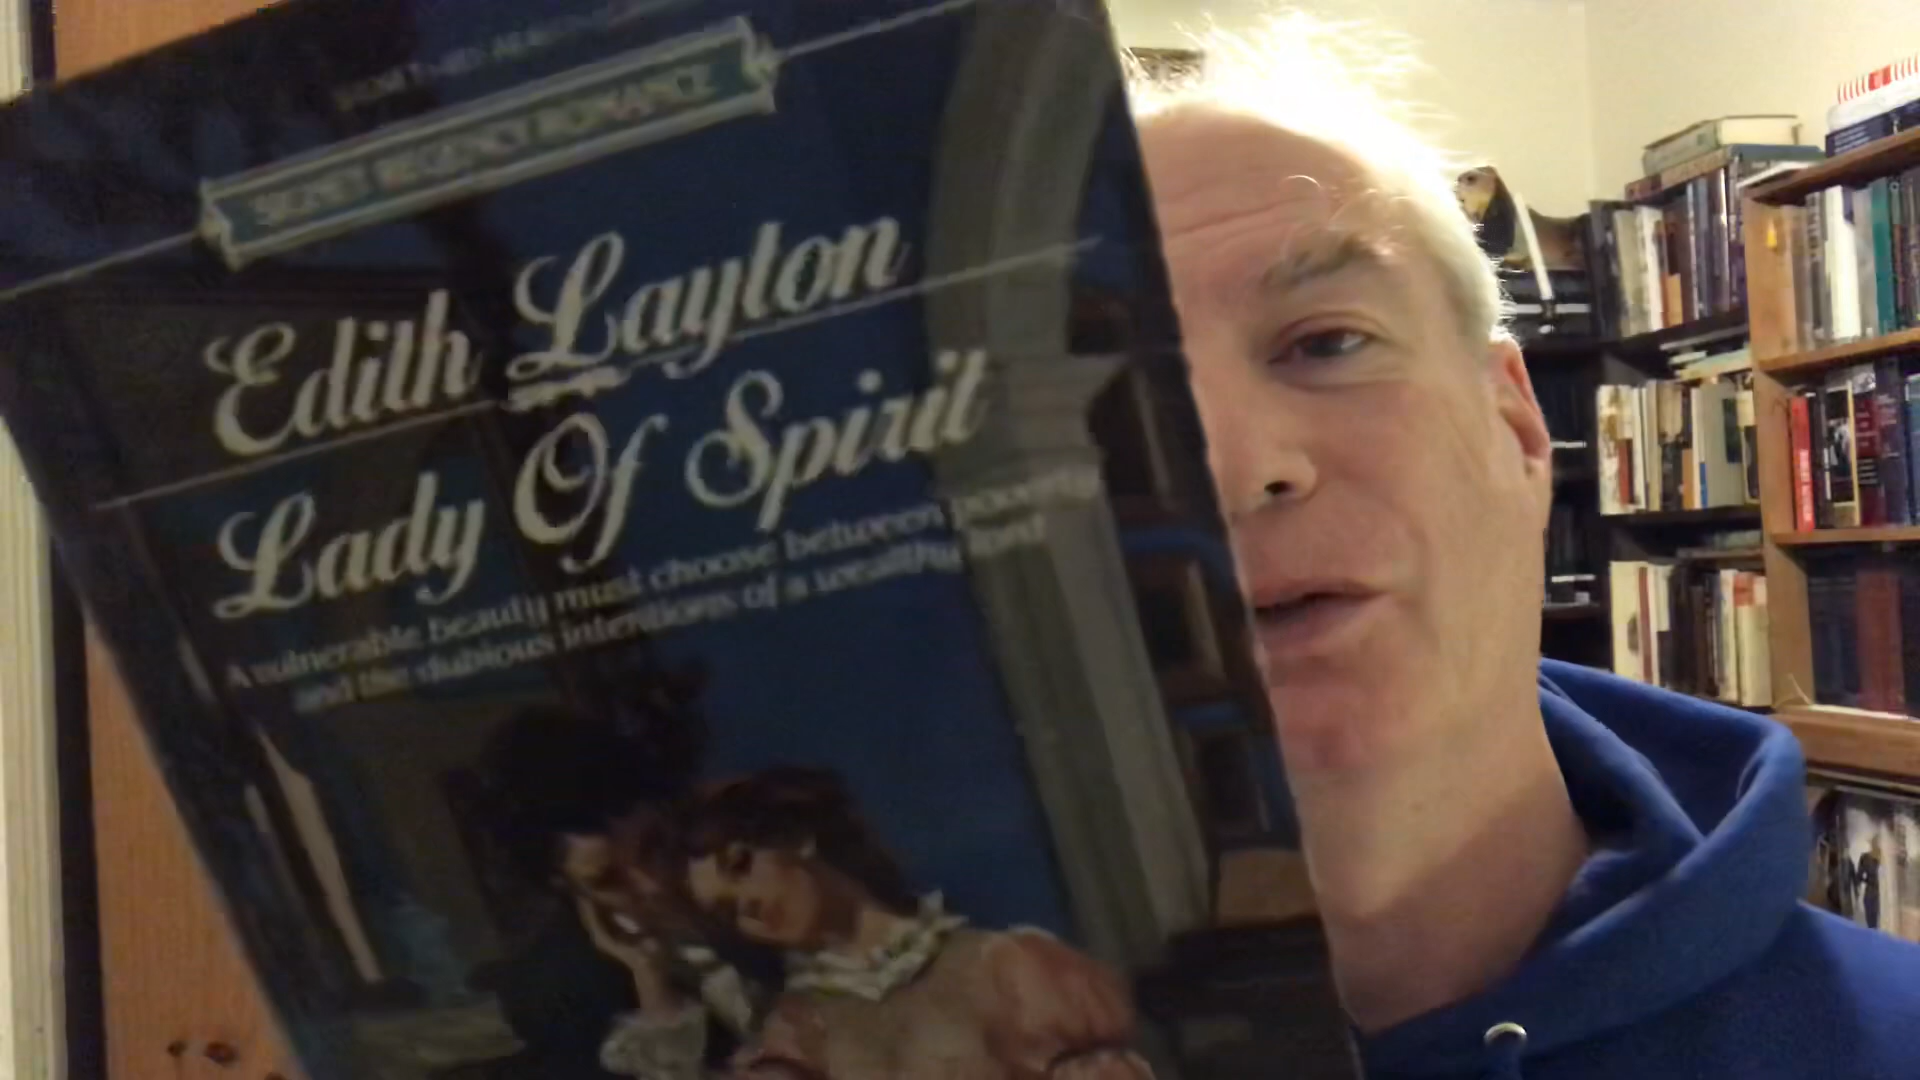 SIGNET REGENCY ROMANCE
Edith Layton
Lady Of Spirit
A vulnerable beauty must choose between poverty
and the dubious intentions of a wealthy lord